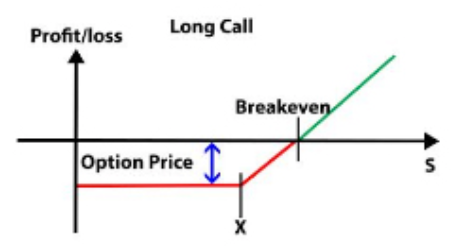 Long Call
Profit/loss
Breakeven
Option Price
S
X